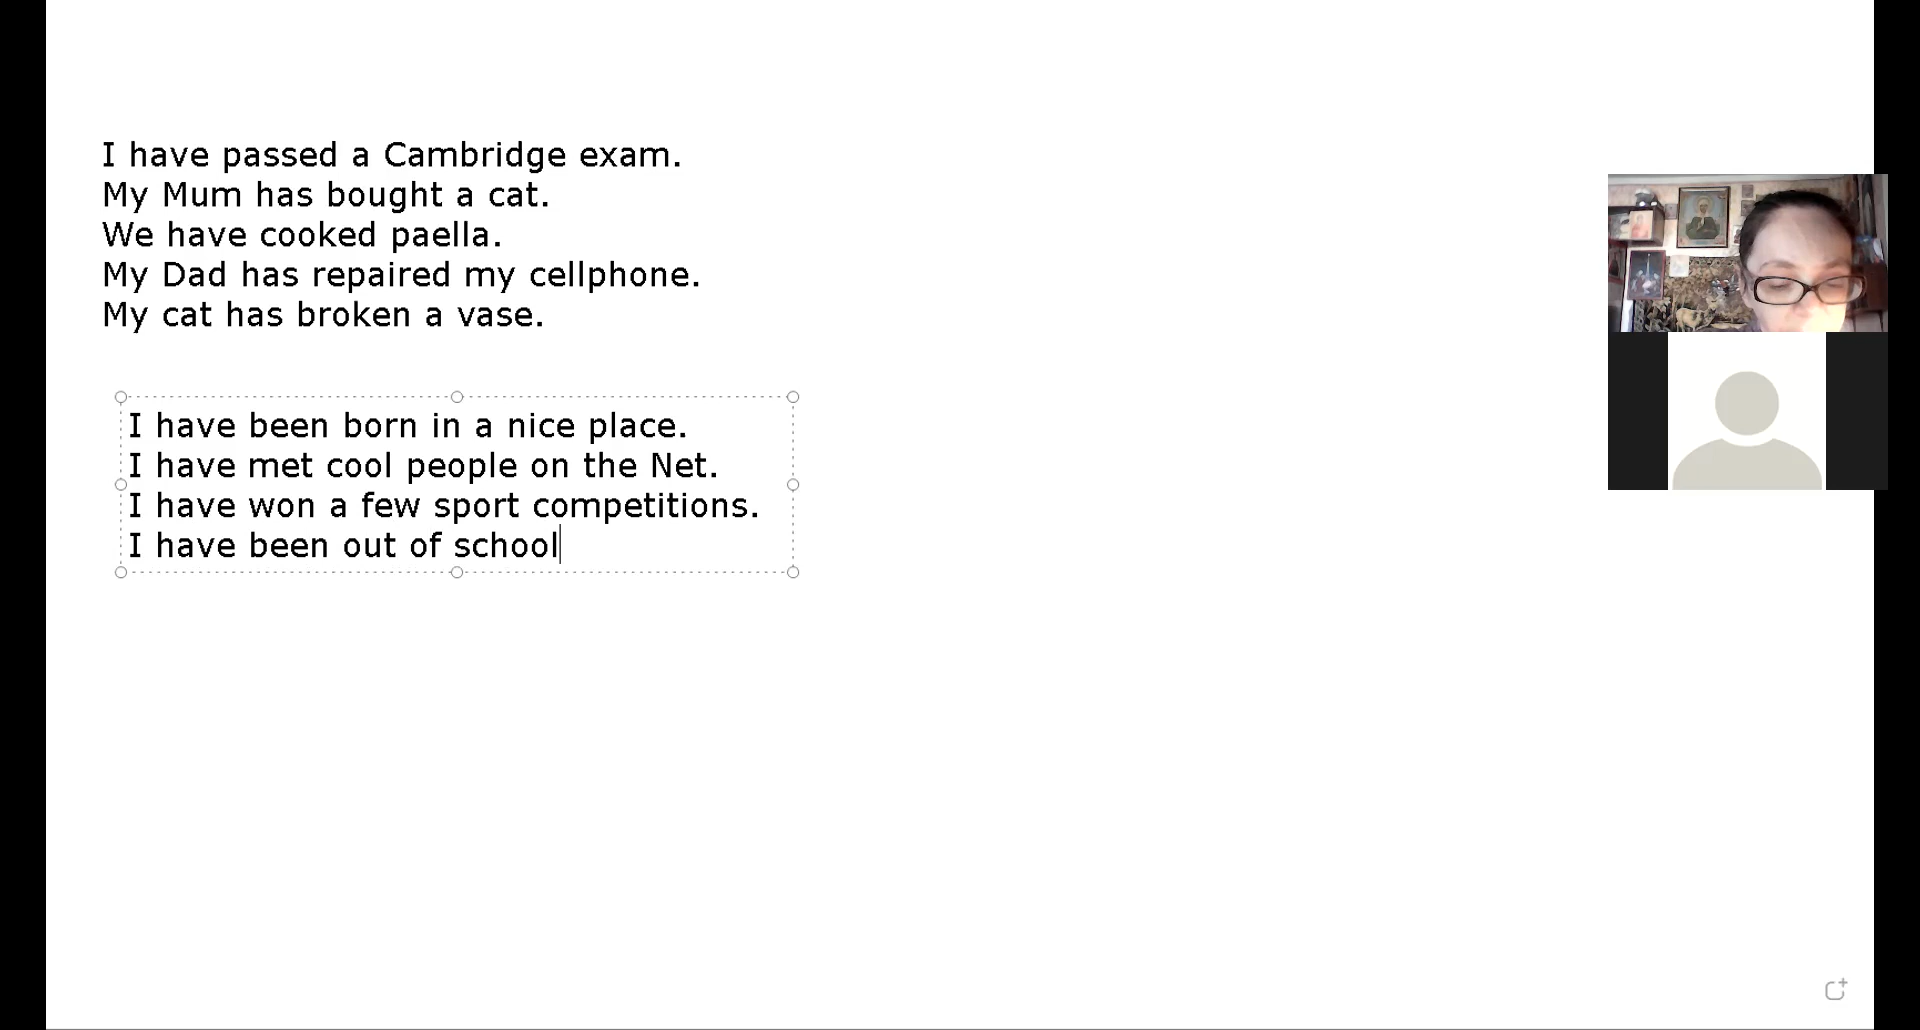 I have passed a Cambridge exam.
My Mum has bought a cat.
We have cooked paella.
My Dad has repaired my cellphone.
My cat has broken a vase.
I have been born in a nice place.
I have met cool people on the Net.
I have won a few sport competitions.
I have been out of school